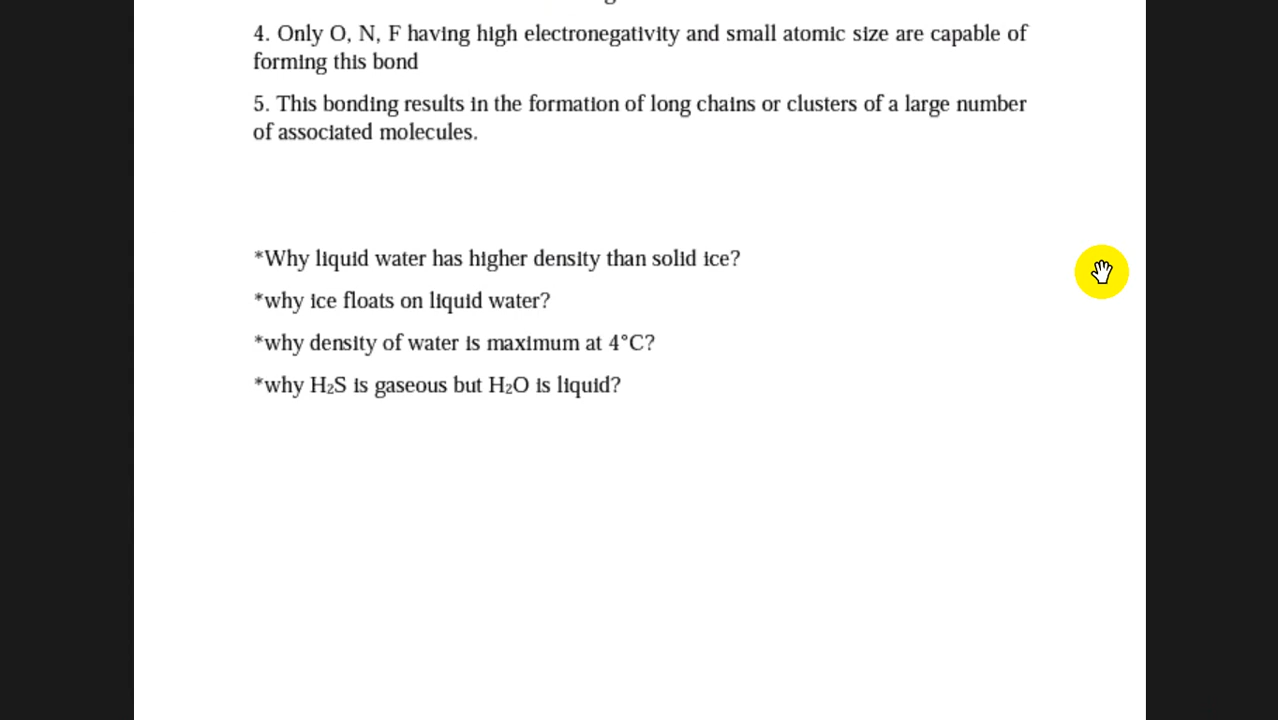 4. Only O, N, F having high electronegativity and small atomic size are capable of
forming this bond
5. This bonding results in the formation of long chains or clusters of a large number
of associated molecules.
*Why liquid water has higher density than solid ice?
*why ice floats on liquid water?
*why density of water is maximum at 4°C?
*why H₂S is gaseous but H₂O is liquid?